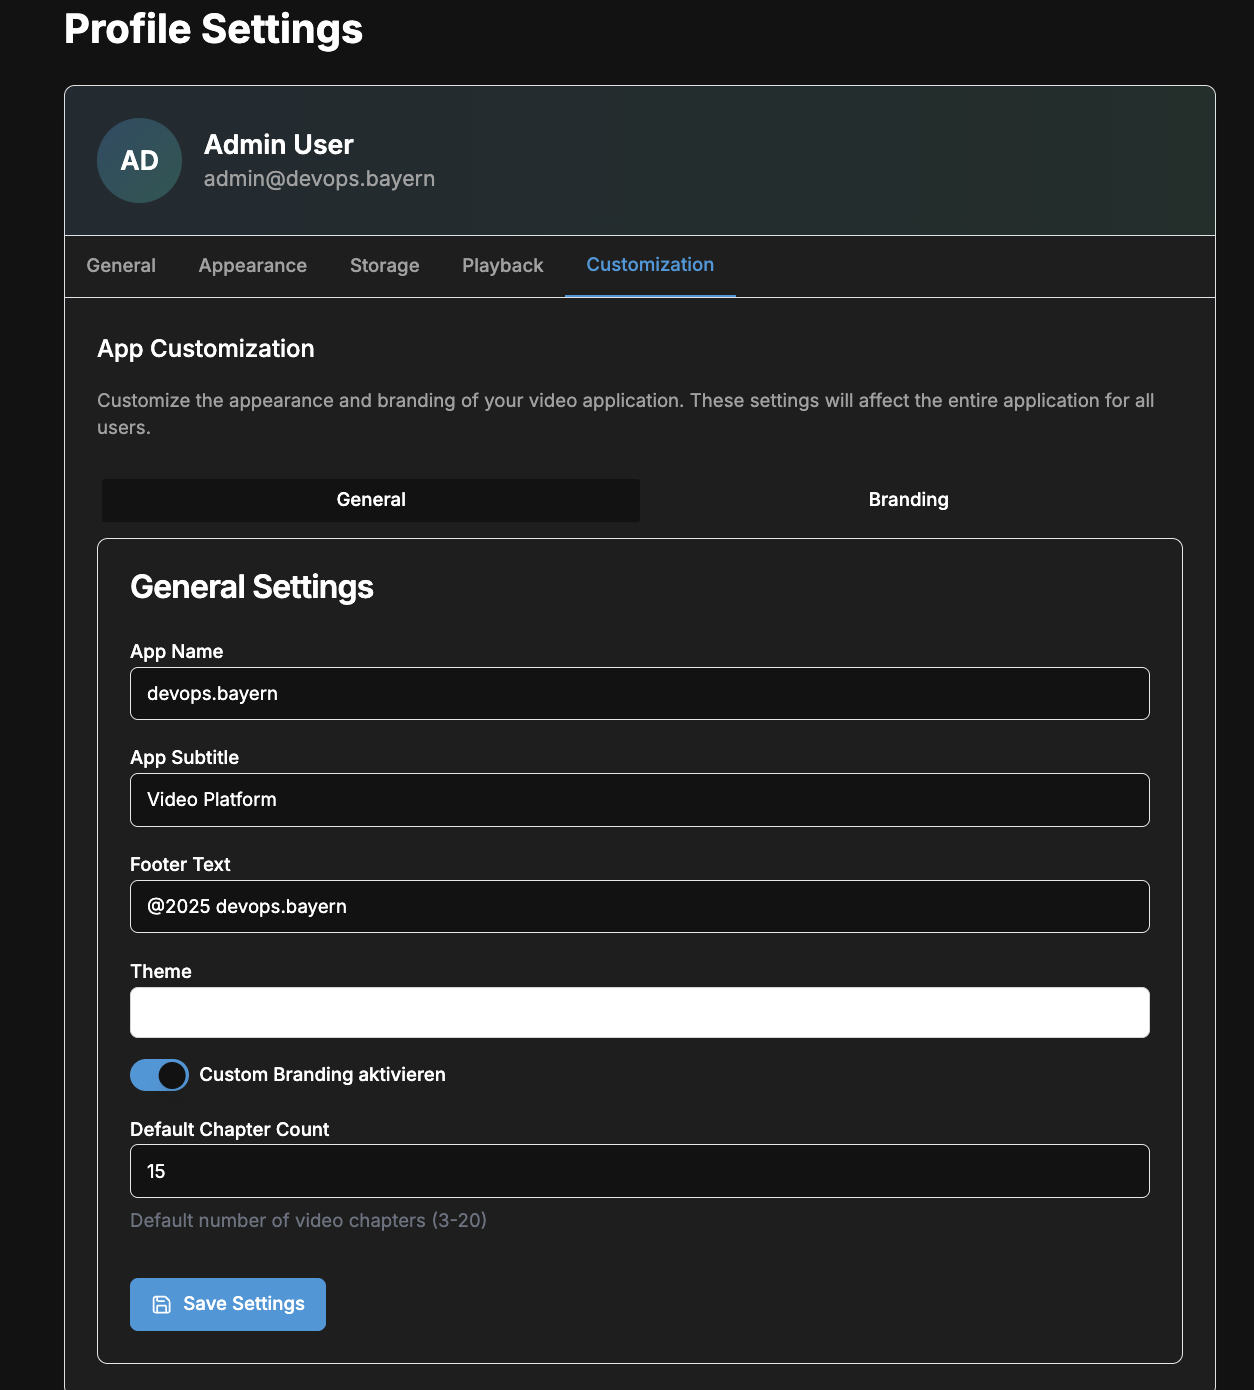 Profile Settings
AD
Admin User
admin@devops.bayern
General Appearance Storage Playback Customization
App Customization
Customize the appearance and branding of your video application. These settings will affect the entire application for all
users.
General Branding
General Settings
App Name
devops.bayern
App Subtitle
Video Platform
Footer Text
@2025 devops.bayern
Theme
Custom Branding aktivieren
Default Chapter Count
15
Default number of video chapters (3-20)
Save Settings